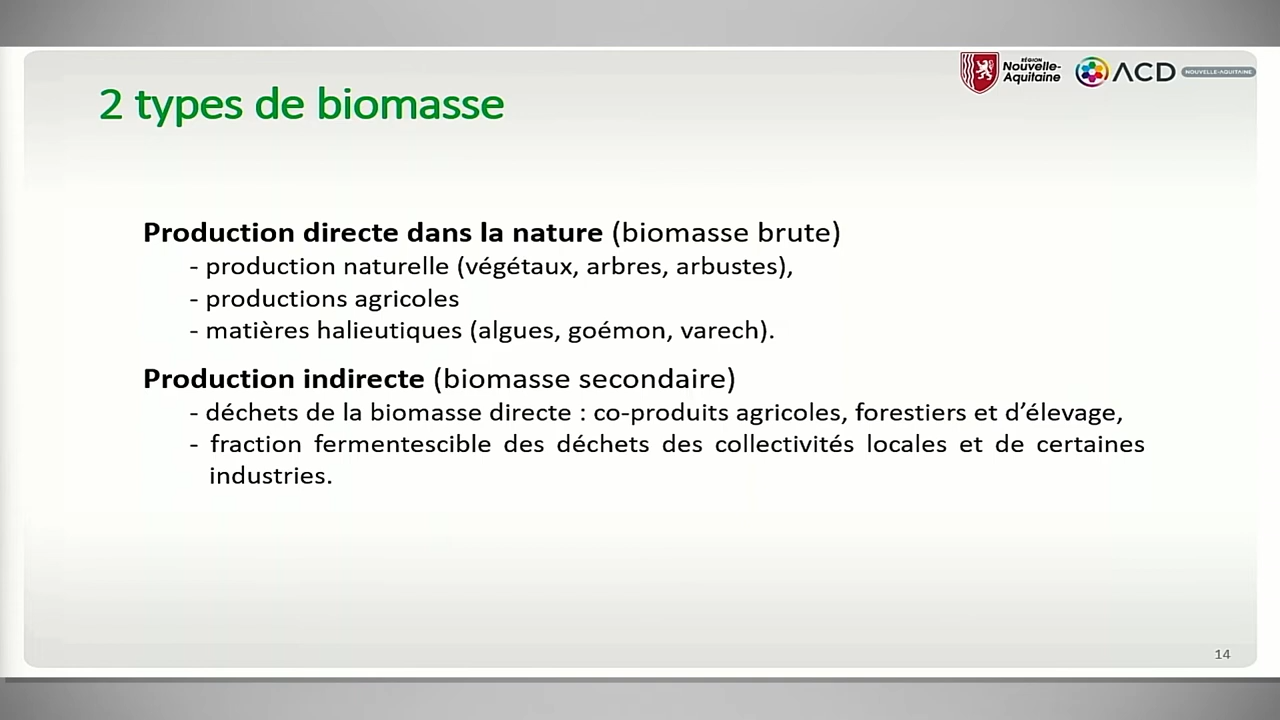 RÉGION
Nouvelle-
Aquitaine
ACD
NOUVELLE-AQUITAINE
2 types de biomasse
Production directe dans la nature (biomasse brute)
- production naturelle (végétaux, arbres, arbustes),
- productions agricoles
- matières halieutiques (algues, goémon, varech).
Production indirecte (biomasse secondaire)
- déchets de la biomasse directe : co-produits agricoles, forestiers et d’élevage,
- fraction fermentescible des déchets des collectivités locales et de certaines
industries.
14